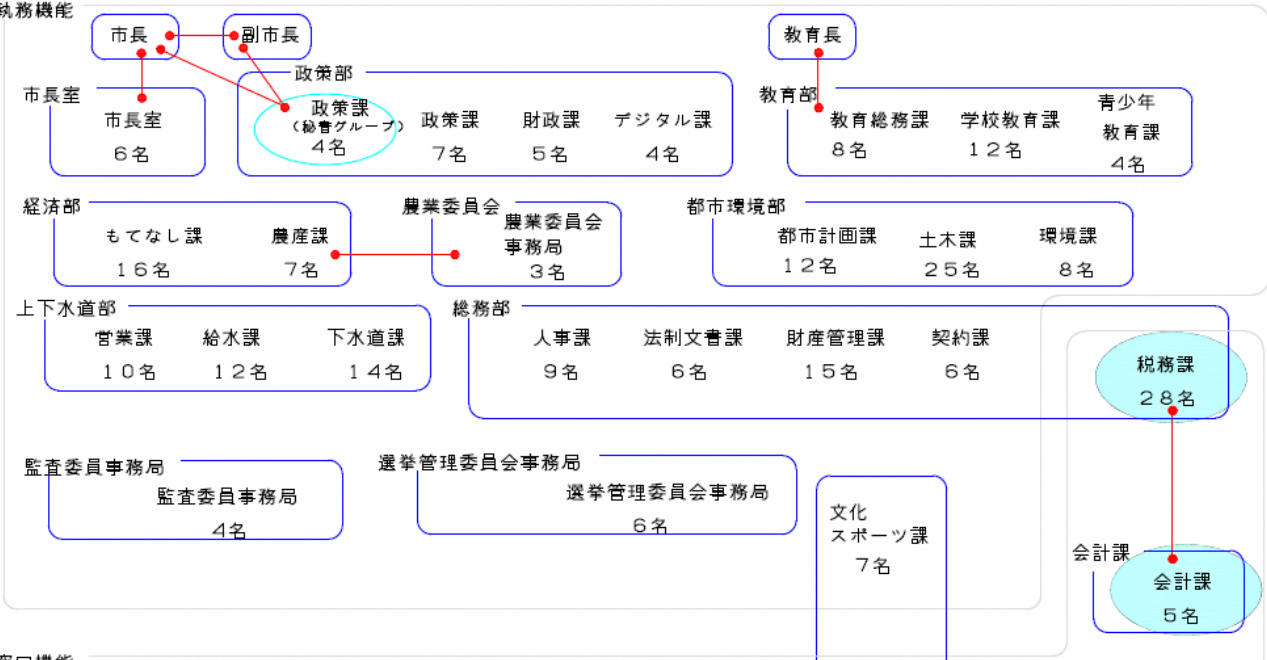 執務機能
市長
副市長
教育長
政策部
市長室
教育部
市長室
6名
政策課
(秘書グループ)
4名
政策課
7名
財政課
5名
デジタル課
4名
教育総務課
8名
学校教育課
12名
青少年
教育課
4名
経済部
農業委員会
都市環境部
もてなし課
16名
農産課
7名
農業委員会
事務局
3名
都市計画課
12名
土木課
25名
環境課
8名
上下水道部
総務部
営業課
10名
給水課
12名
下水道課
14名
人事課
9名
法制文書課
6名
財産管理課
15名
契約課
6名
税務課
28名
監査委員事務局
選挙管理委員会事務局
監査委員事務局
4名
選挙管理委員会事務局
6名
文化
スポーツ課
7名
会計課
会計課
5名